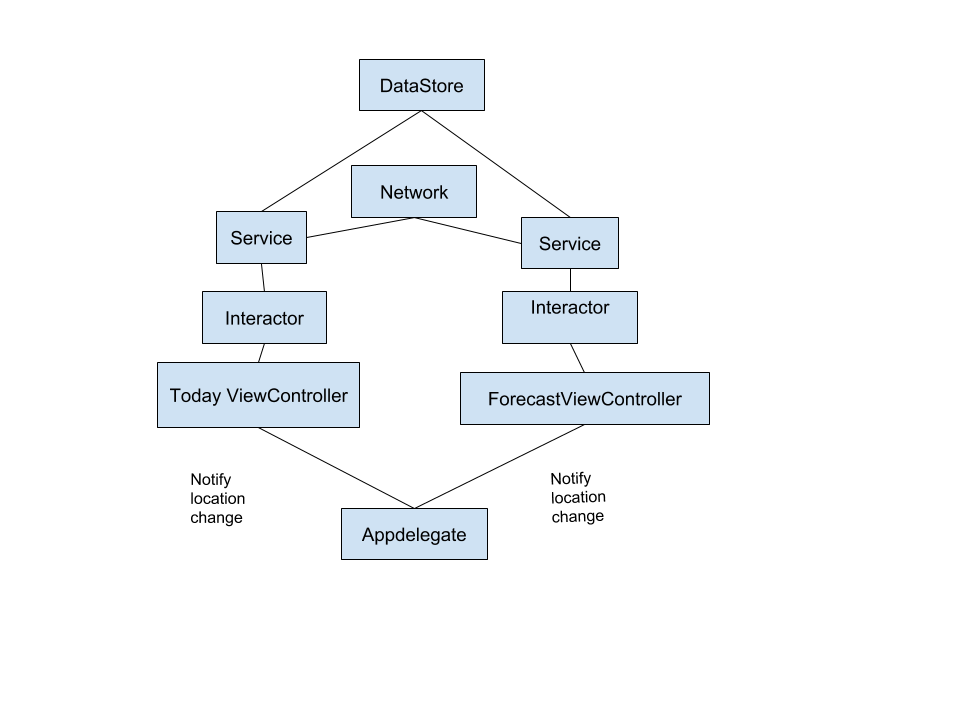 DataStore
Network
Service
Service
Interactor
Interactor
Today ViewController
ForecastViewController
Notify
location
change
Notify
location
change
Appdelegate